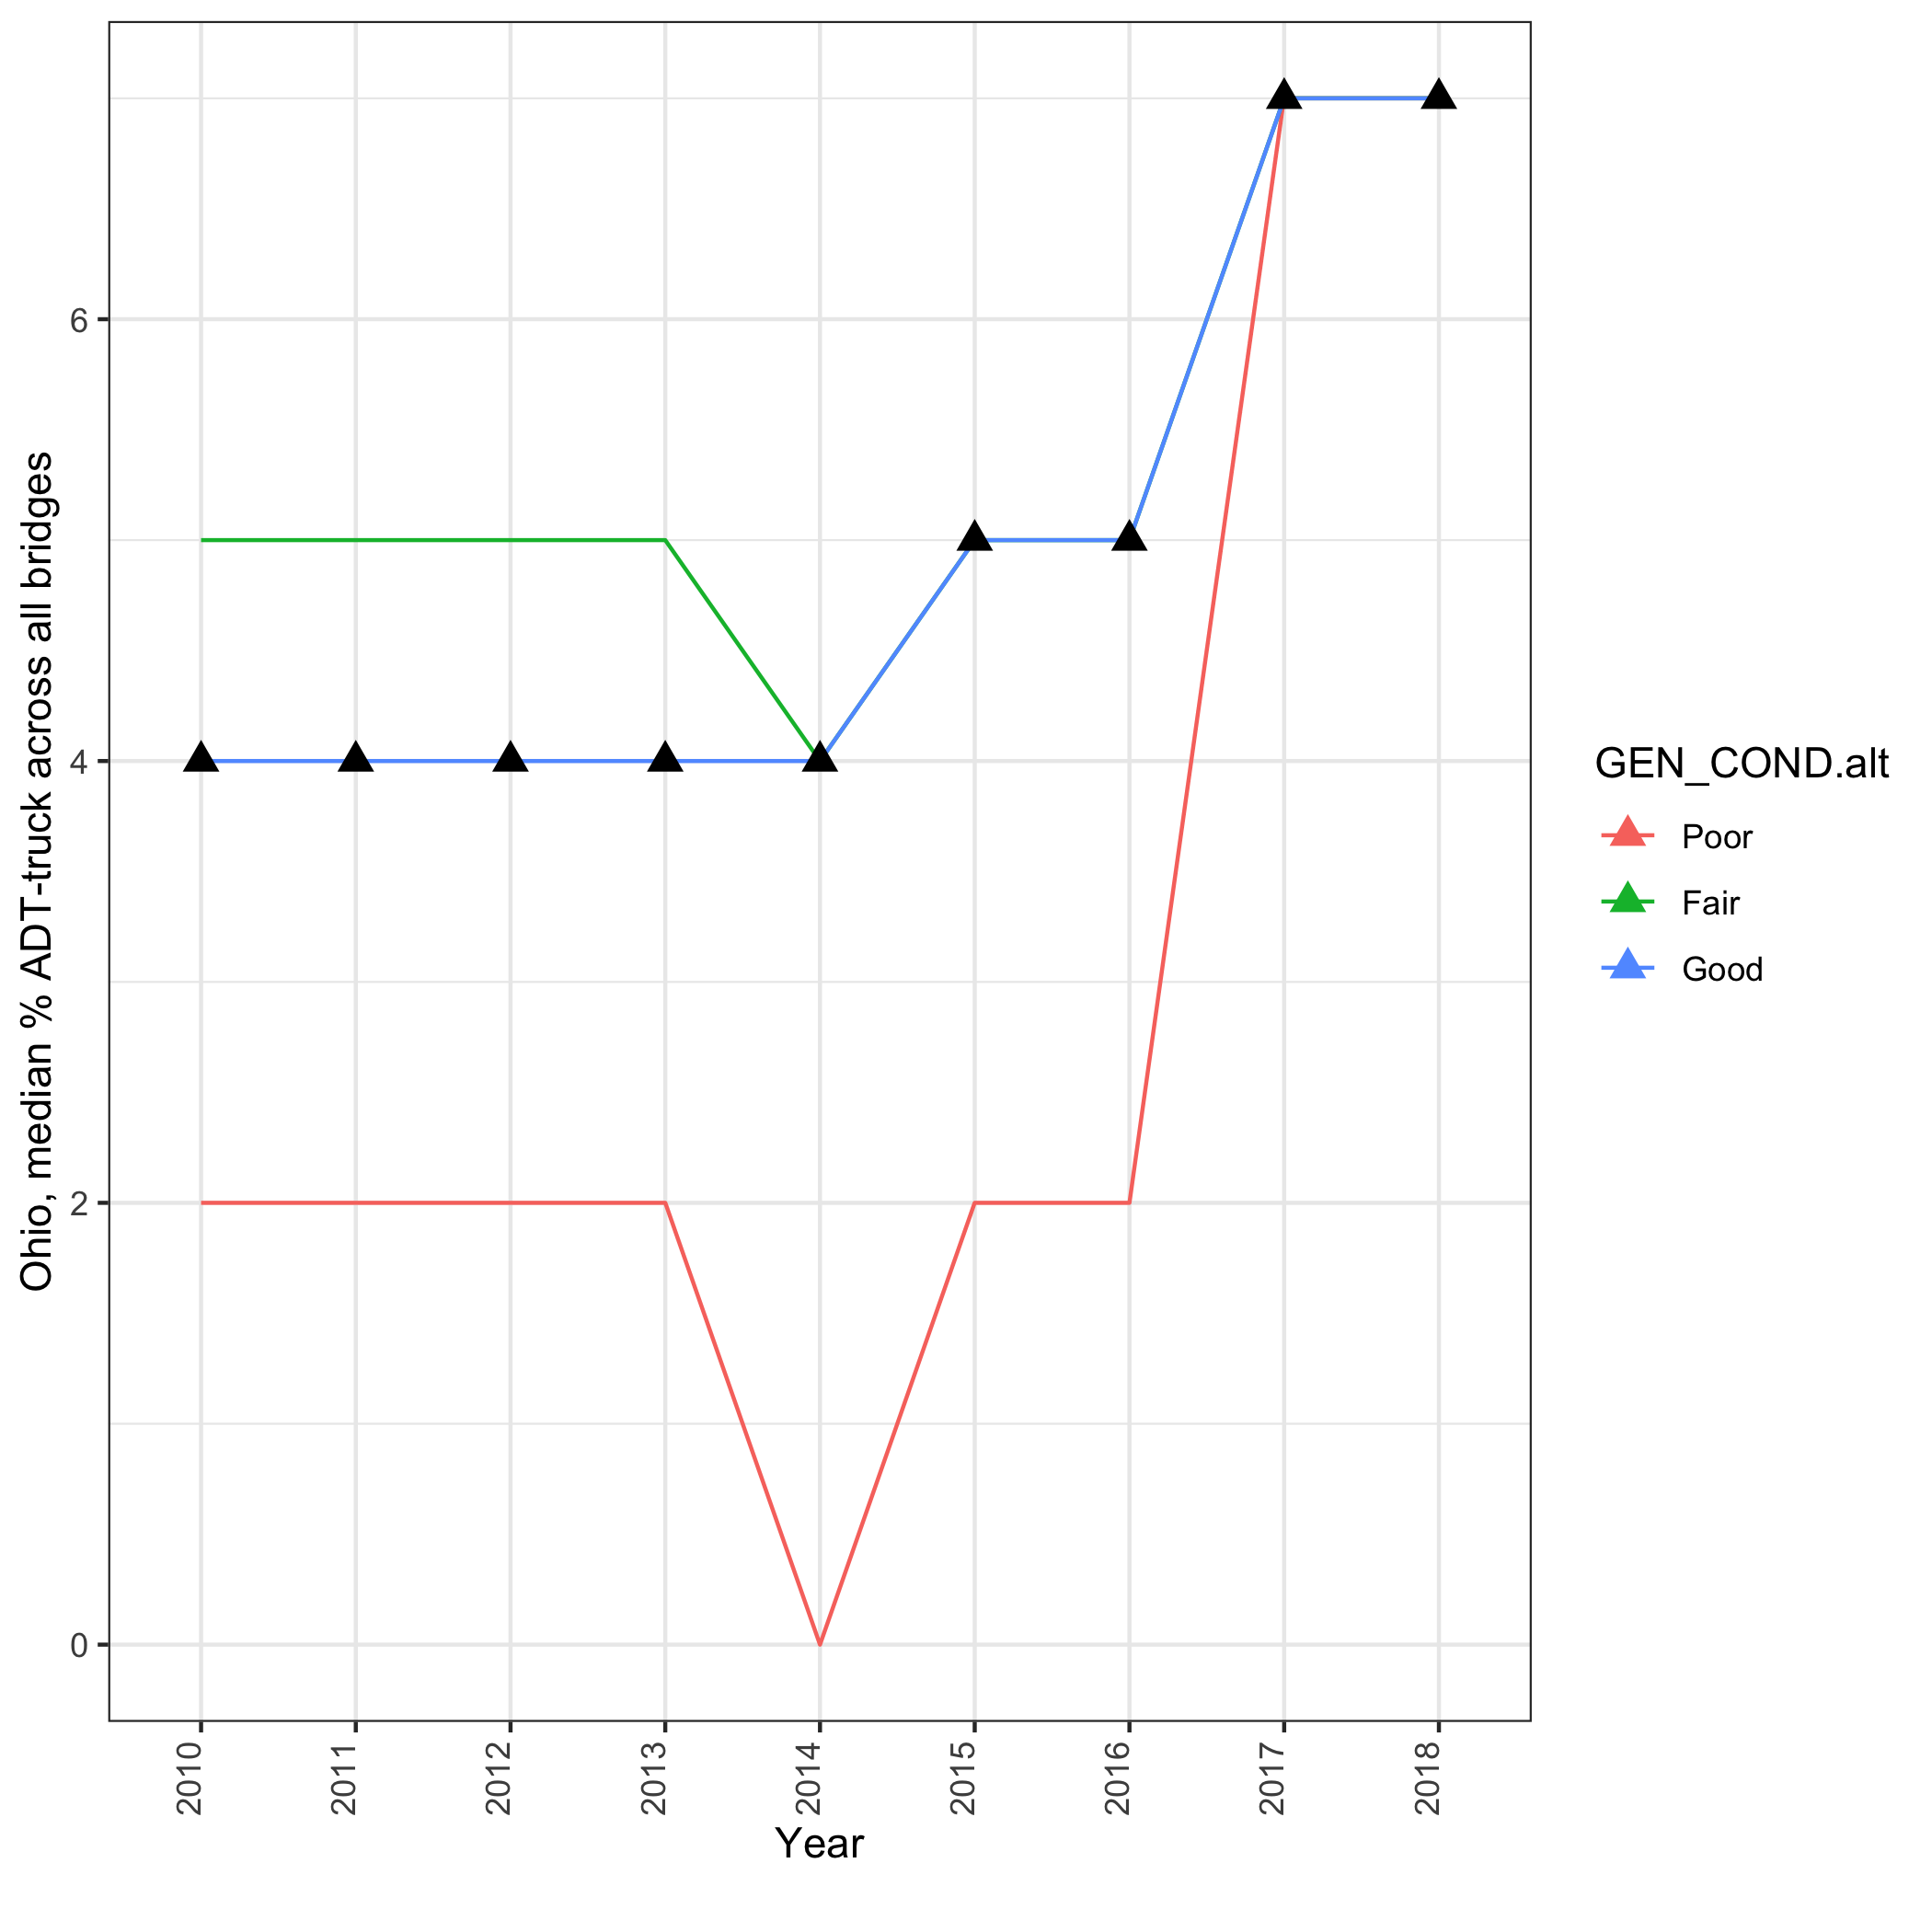 Ohio, median % ADT-truck across all bridges
6
4
2
0
2010
2011
2012
2013
2014
2015
2016
2017
2018
Year
GEN_COND.alt
Poor
Fair
Good